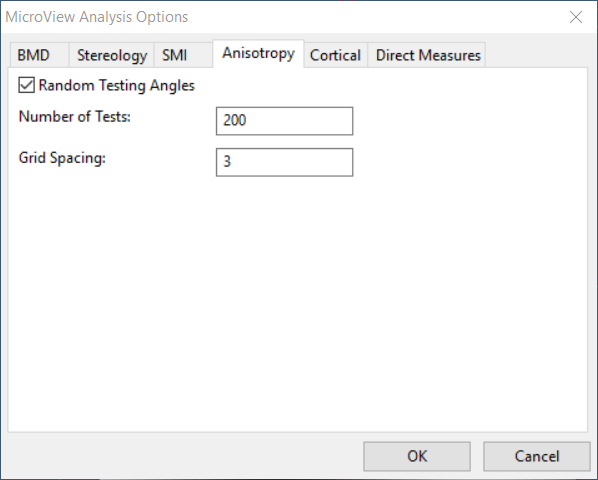 MicroView Analysis Options
BMD Stereology SMI Anisotropy Cortical Direct Measures
Random Testing Angles
Number of Tests: 200
Grid Spacing: 3
OK Cancel